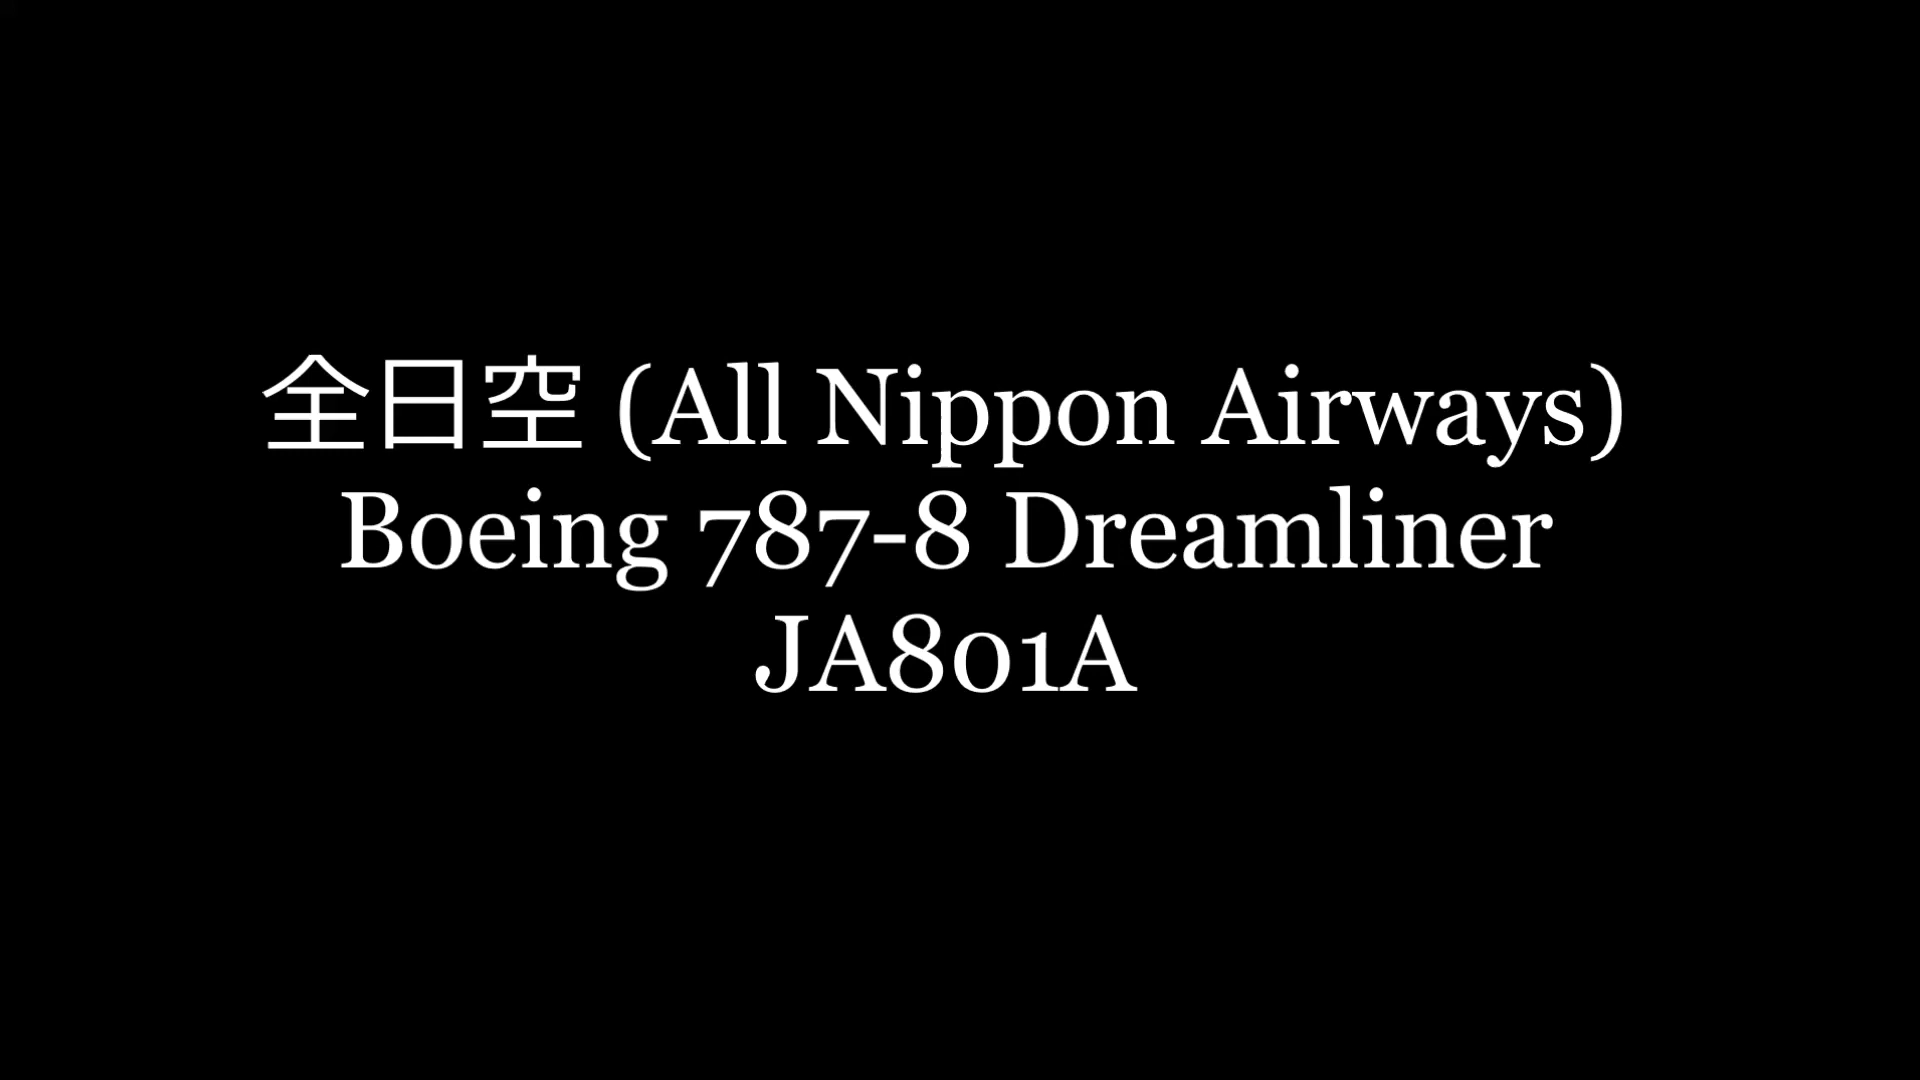 全日空 (All Nippon Airways)
Boeing 787-8 Dreamliner
JA801A